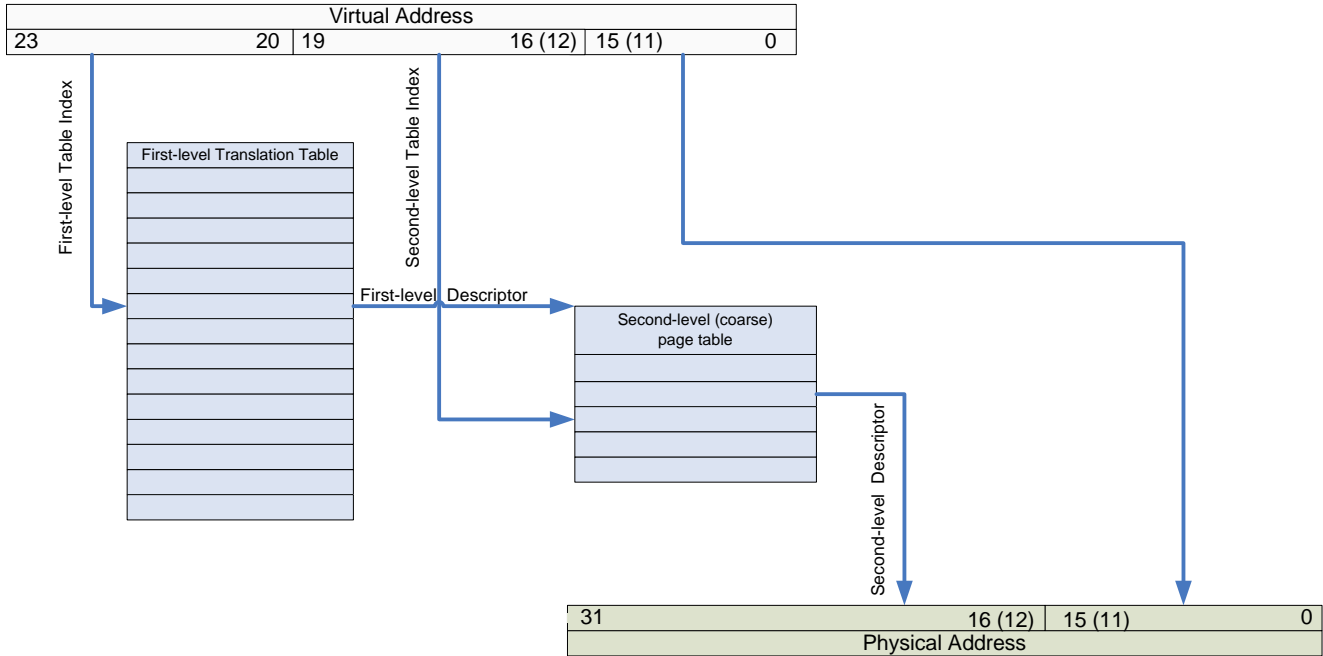 Virtual Address
23 20 19 16 (12) 15 (11) 0
First-level Table Index
Second-level Table Index
First-level Translation Table
First-level Descriptor
Second-level (coarse)
page table
Second-level Descriptor
31 16 (12) 15 (11) 0
Physical Address